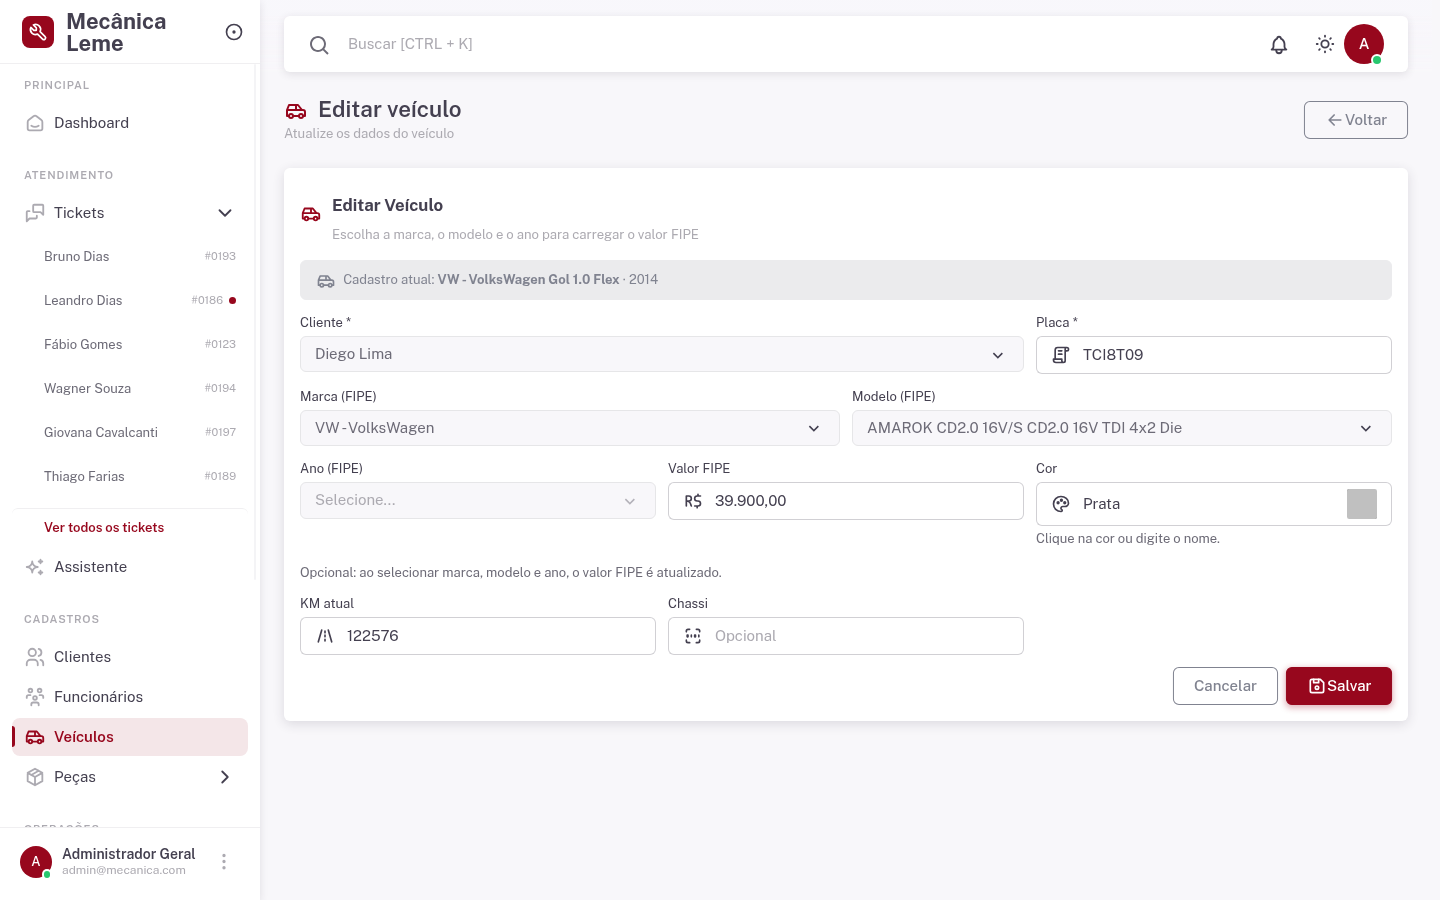 Mecânica
Leme
PRINCIPAL
Dashboard
ATENDIMENTO
Tickets
Bruno Dias #0193
Leandro Dias #0186
Fábio Gomes #0123
Wagner Souza #0194
Giovana Cavalcanti #0197
Thiago Farias #0189
Ver todos os tickets
Assistente
CADASTROS
Clientes
Funcionários
Veículos
Peças
OPERAÇÕES
A
Administrador Geral
admin@mecanica.com
Buscar [CTRL + K]
A
Editar veículo
Atualize os dados do veículo
Voltar
Editar Veículo
Escolha a marca, o modelo e o ano para carregar o valor FIPE
Cadastro atual: VW - VolksWagen Gol 1.0 Flex · 2014
Cliente *
Diego Lima
Placa *
TCI8T09
Marca (FIPE)
VW - VolksWagen
Modelo (FIPE)
AMAROK CD2.0 16V/S CD2.0 16V TDI 4x2 Die
Ano (FIPE)
Selecione...
Valor FIPE
R$ 39.900,00
Cor
Prata
Clique na cor ou digite o nome.
Opcional: ao selecionar marca, modelo e ano, o valor FIPE é atualizado.
KM atual
122576
Chassi
Opcional
Cancelar
Salvar